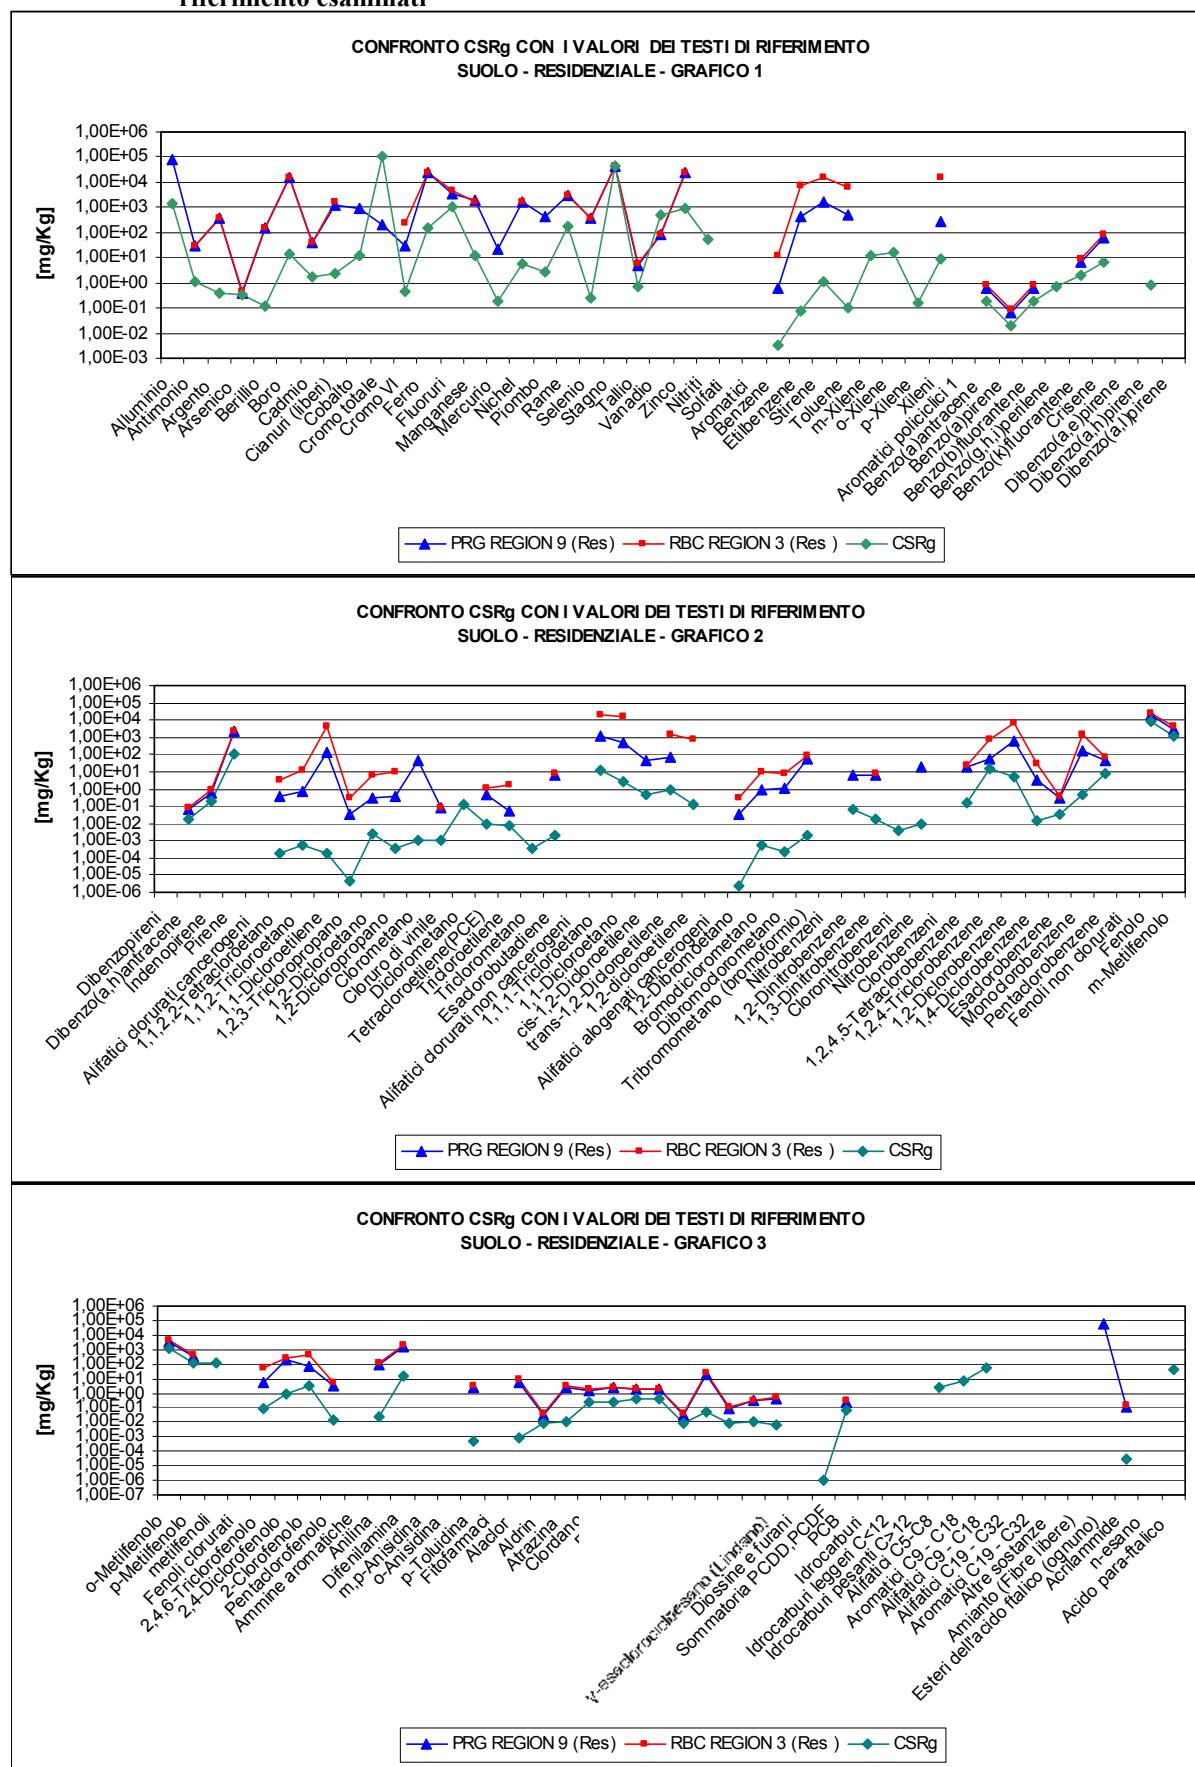 riferimento esaminati
CONFRONTO CSRg CON I VALORI DEI TESTI DI RIFERIMENTO
SUOLO - RESIDENZIALE - GRAFICO 1
[mg/Kg]
1,00E+06
1,00E+05
1,00E+04
1,00E+03
1,00E+02
1,00E+01
1,00E+00
1,00E-01
1,00E-02
1,00E-03
Alluminio
Antimonio
Argento
Arsenico
Berillio
Boro
Cadmio
Cianuri (liberi)
Cobalto
Cromo totale
Cromo VI
Ferro
Fluoruri
Manganese
Mercurio
Nichel
Piombo
Rame
Selenio
Stagno
Tallio
Vanadio
Zinco
Nitriti
Solfati
Aromatici
Benzene
Etilbenzene
Stirene
Toluene
m-Xilene
o-Xilene
p-Xilene
Xileni
Aromatici policiclici 1
Benzo(a)antracene
Benzo(a)pirene
Benzo(b)fluorantene
Benzo(g,h,i)perilene
Benzo(k)fluorantene
Crisene
Dibenzo(a,e)pirene
Dibenzo(a,h)pirene
Dibenzo(a,i)pirene
PRG REGION 9 (Res)
RBC REGION 3 (Res )
CSRg
CONFRONTO CSRg CON I VALORI DEI TESTI DI RIFERIMENTO
SUOLO - RESIDENZIALE - GRAFICO 2
[mg/Kg]
1,00E+06
1,00E+05
1,00E+04
1,00E+03
1,00E+02
1,00E+01
1,00E+00
1,00E-01
1,00E-02
1,00E-03
1,00E-04
1,00E-05
1,00E-06
Dibenzopireni
Dibenzo(a,h)antracene
Indenopirene
Pirene
Alifatici clorurati cancerogeni
1,1,2,2-Tetracloroetano
1,1,2-Tricloroetano
1,1-Dicloroetilene
1,2,3-Tricloropropano
1,2-Dicloroetano
1,2-Dicloropropano
Clorometano
Cloruro di Vinile
Diclorometano
Tetracloroetilene(PCE)
Tricloroetilene
Triclorometano
Esaclorobutadiene
Alifatici clorurati non cancerogeni
1,1,1-Tricloroetano
1,1-Dicloroetano
cis-1,2-Dicloroetilene
trans-1,2-dicloroetilene
Alifatici alogenati cancerogeni
1,2-Dibromoetano
Bromodiclorometano
Dibromoclorometano
Tribromometano (bromoformio)
Nitrobenzeni
1,2-Dinitrobenzene
1,3-Dinitrobenzene
Cloronitrobenzeni
Nitrobenzene
Clorobenzeni
1,2,4,5-Tetraclorobenzene
1,2,4-Triclorobenzene
1,2-Diclorobenzene
1,4-Diclorobenzene
Esaclorobenzene
Monoclorobenzene
Pentaclorobenzene
Fenoli non clorurati
Fenolo
m-Metilfenolo
PRG REGION 9 (Res)
RBC REGION 3 (Res )
CSRg
CONFRONTO CSRg CON I VALORI DEI TESTI DI RIFERIMENTO
SUOLO - RESIDENZIALE - GRAFICO 3
[mg/Kg]
1,00E+06
1,00E+05
1,00E+04
1,00E+03
1,00E+02
1,00E+01
1,00E+00
1,00E-01
1,00E-02
1,00E-03
1,00E-04
1,00E-05
1,00E-06
1,00E-07
o-Metilfenolo
p-Metilfenolo
metilfenoli
Fenoli clorurati
2,4,6-Triclorofenolo
2,4-Diclorofenolo
2-Clorofenolo
Pentaclorofenolo
Ammine aromatiche
Anilina
Difenilamina
m,p-Anisidina
o-Anisidina
p-Toluidina
Fitofarmaci
Alaclor
Aldrin
Atrazina
Clordano
(Lindano)
Diossine e furani
Sommatoria PCDD,PCDF
PCB
Idrocarburi
Idrocarburi leggeri C<12
Idrocarburi pesanti C>12
Alifatici C5-C8
Aromatici C9 - C18
Alifatici C9 - C18
Alifatici C19 - C32
Aromatici C19 - C32
Altre sostanze
Amianto (Fibre libere)
Esteri dell'acido ftalico (ognuno)
Acrilammide
n-esano
Acido para-ftalico
PRG REGION 9 (Res)
RBC REGION 3 (Res )
CSRg